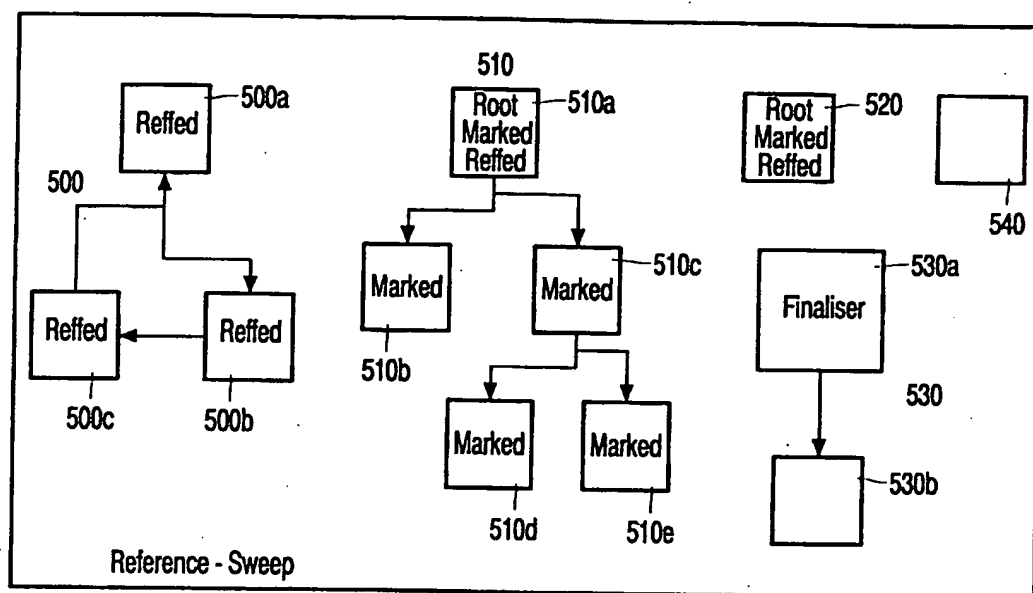 500
Reffed
500a
Reffed
500b
Reffed
500c
510
Root
Marked
Reffed
510a
Marked
510b
Marked
510c
Marked
510d
Marked
510e
Root
Marked
Reffed
520
540
Finaliser
530a
530
530b
Reference - Sweep